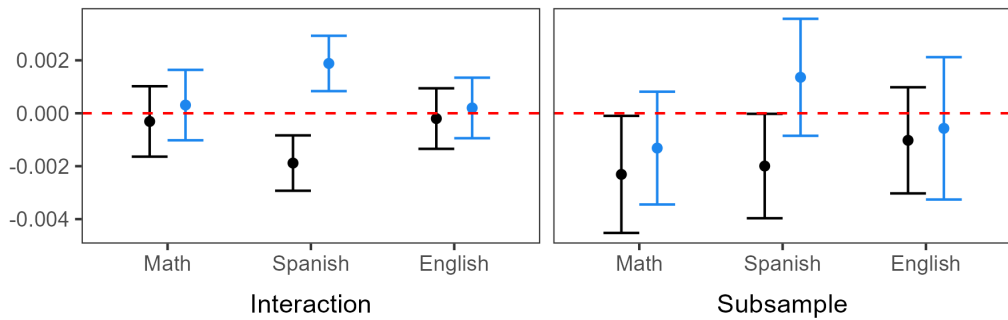 0.002
0.000
-0.002
-0.004
Math Spanish English
Math Spanish English
Interaction
Subsample